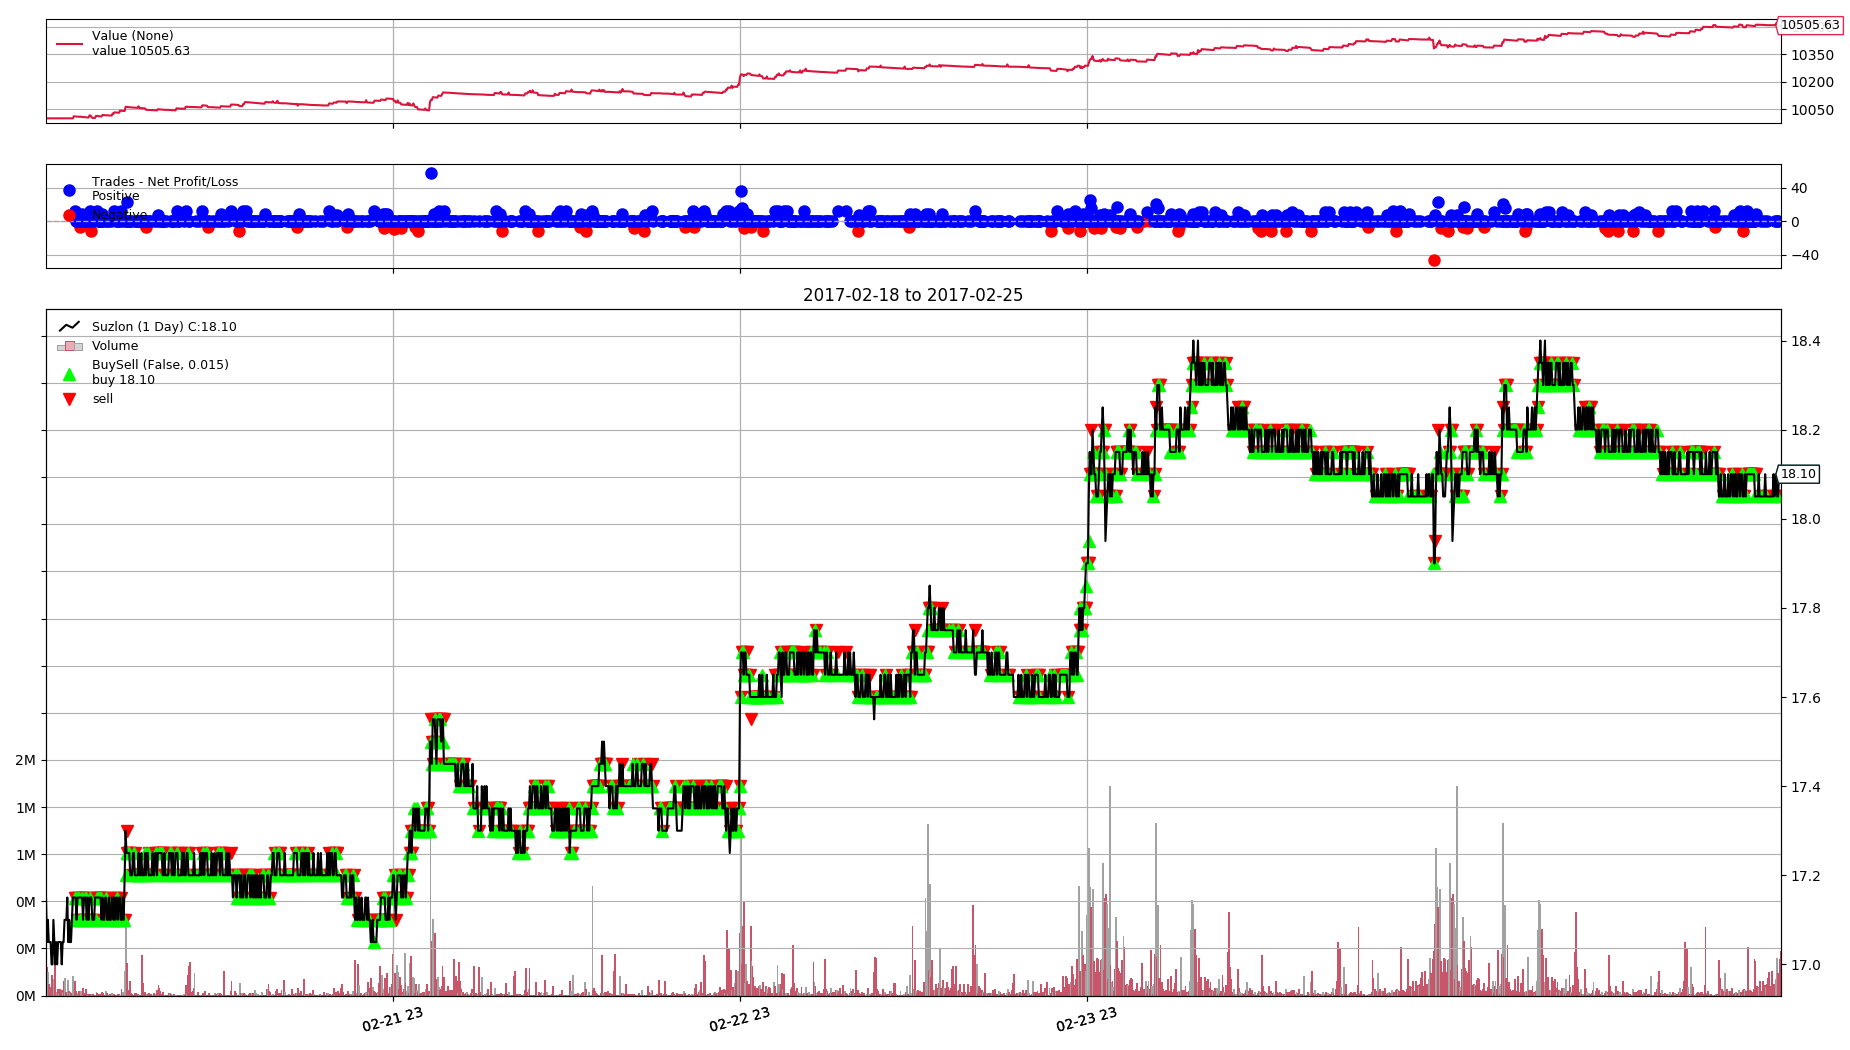 Value (None)
value 10505.63
10505.63
10350
10200
10050
Trades - Net Profit/Loss
Positive
Negative
40
0
−40
2017-02-18 to 2017-02-25
Suzlon (1 Day) C:18.10
Volume
BuySell (False, 0.015)
buy 18.10
sell
18.4
18.2
18.10
18.0
17.8
17.6
17.4
17.2
17.0
2M
1M
1M
0M
0M
0M
02-21 23
02-22 23
02-23 23